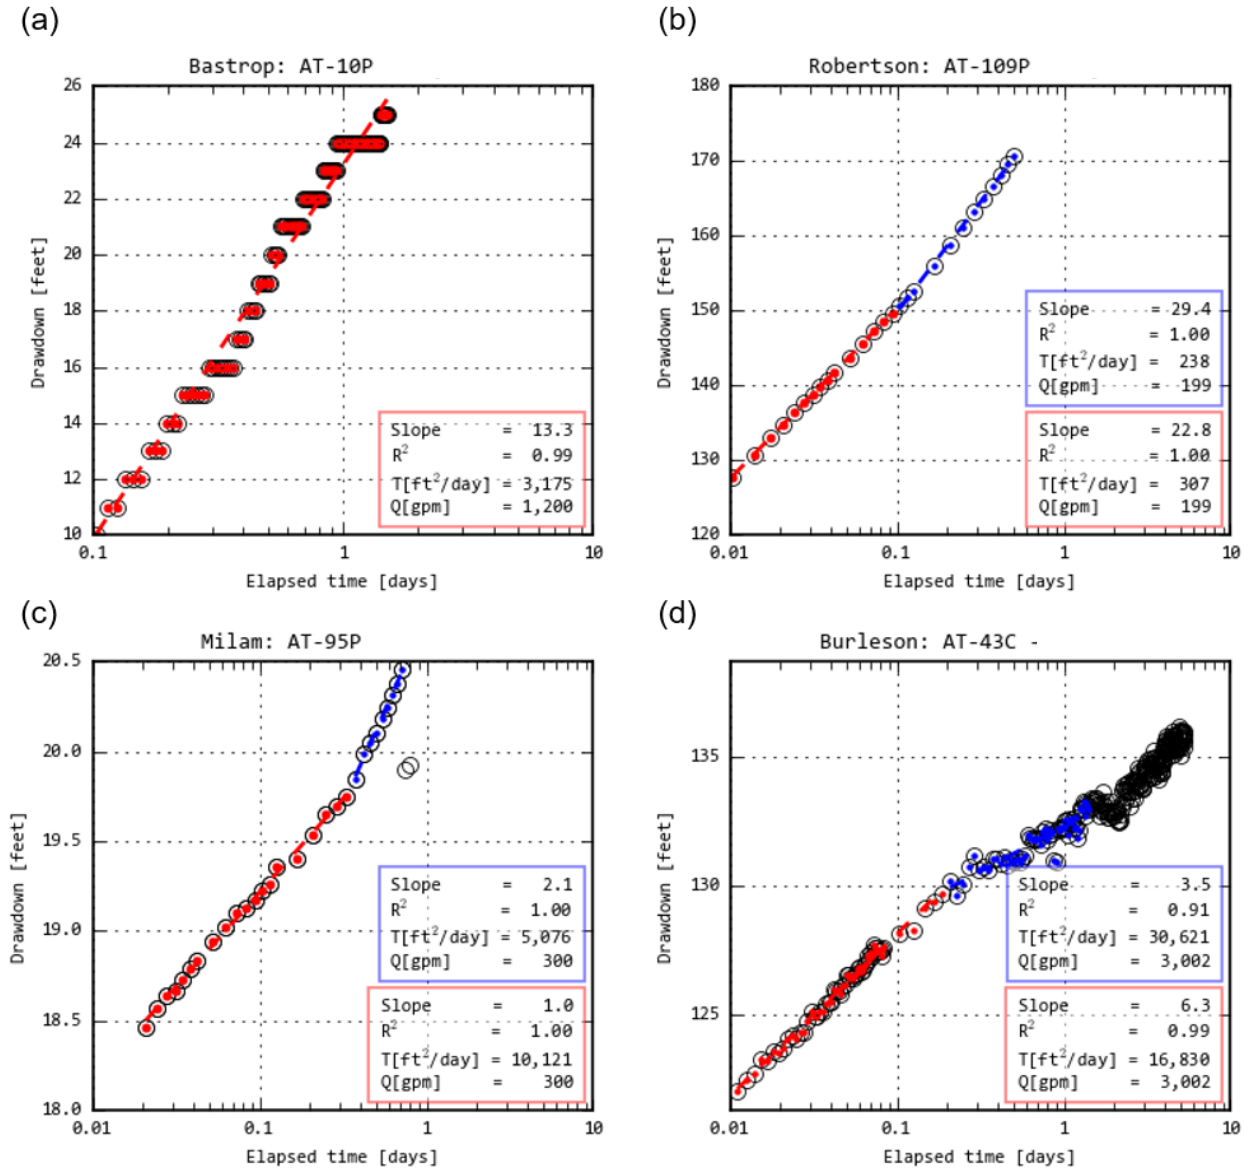 (a)
Bastrop: AT-10P
26
24
22
20
18
16
14
12
10
Drawdown [feet]
Slope = 13.3
R² = 0.99
T[ft²/day] = 3,175
Q[gpm] = 1,200
0.1 1 10
Elapsed time [days]
(b)
Robertson: AT-109P
180
170
160
150
140
130
120
Drawdown [feet]
Slope = 29.4
R² = 1.00
T[ft²/day] = 238
Q[gpm] = 199
Slope = 22.8
R² = 1.00
T[ft²/day] = 307
Q[gpm] = 199
0.01 0.1 1 10
Elapsed time [days]
(c)
Milam: AT-95P
20.5
20.0
19.5
19.0
18.5
18.0
Drawdown [feet]
Slope = 2.1
R² = 1.00
T[ft²/day] = 5,076
Q[gpm] = 300
Slope = 1.0
R² = 1.00
T[ft²/day] = 10,121
Q[gpm] = 300
0.01 0.1 1 10
Elapsed time [days]
(d)
Burleson: AT-43C -
135
130
125
Drawdown [feet]
Slope = 3.5
R² = 0.91
T[ft²/day] = 30,621
Q[gpm] = 3,002
Slope = 6.3
R² = 0.99
T[ft²/day] = 16,830
Q[gpm] = 3,002
0.01 0.1 1 10
Elapsed time [days]